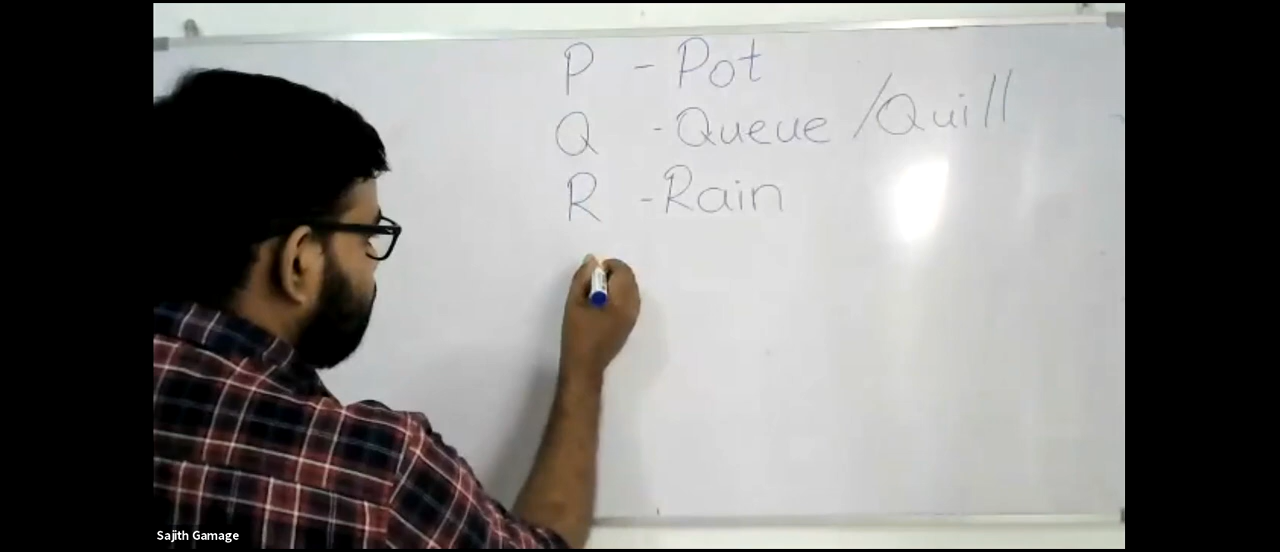 P - Pot
Q - Queue / Quill
R - Rain
Sajith Gamage